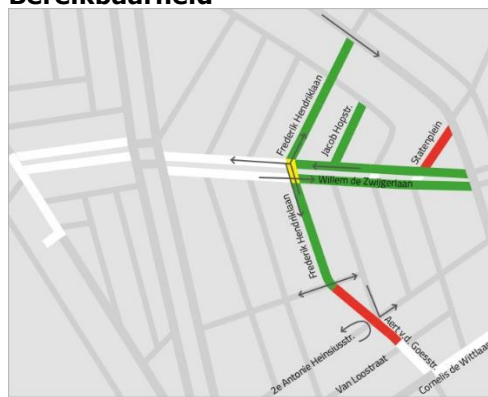 Bereikbaarheid
Frederik Hendriklaan
Jacob Hopstr.
Statenplein
Willem de Zwijgerlaan
Frederik Hendriklaan
Aert v.d. Goesstr.
2e Antonie Heinsiusstr.
Van Loostraat
Cornelis de Wittlaan